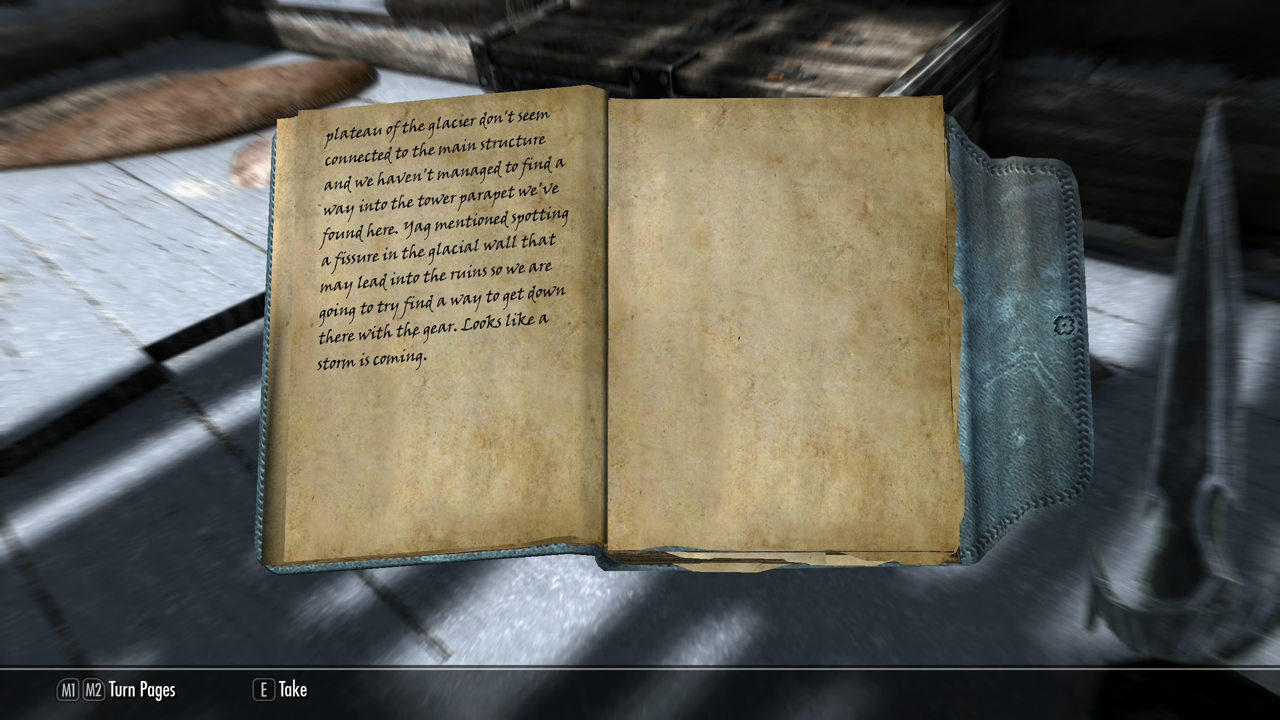 plateau of the glacier don't seem
connected to the main structure
and we haven't managed to find a
way into the tower parapet we've
found here. Yag mentioned spotting
a fissure in the glacial wall that
may lead into the ruins so we are
going to try find a way to get down
there with the gear. Looks like a
storm is coming.
M1 M2 Turn Pages
E Take